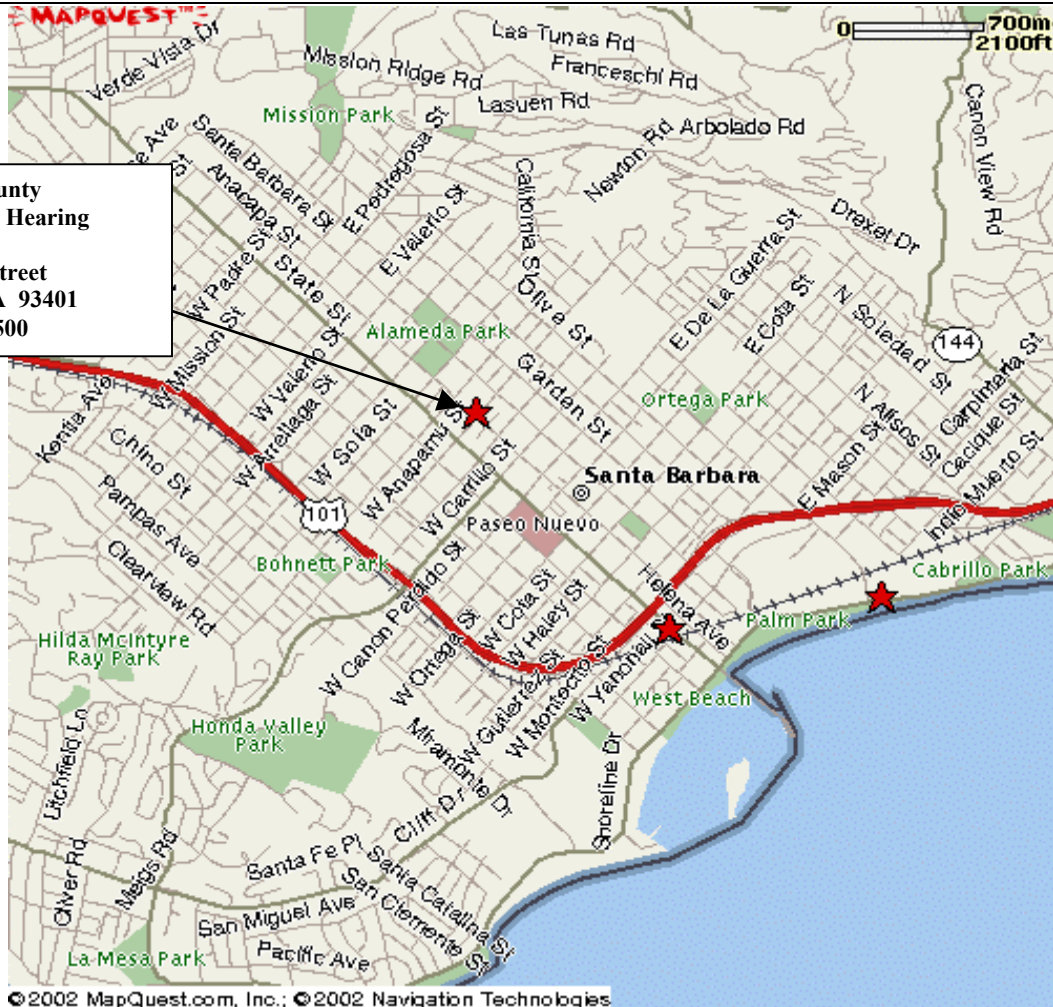 MAPQUEST™
0 700m
2100ft
Las Tunas Rd
Verde Vista Dr
Mission Ridge Rd
Franceschi Rd
Lasuen Rd
Mission Park
Canon View Rd
Arbolado Rd
Newton Rd
Santa Barbara St
Anacapa St
E Pedregosa St
California St
E Valerio St
Drexel Dr
unty
Hearing
treet
A 93401
500
W Padre St
State St
Olive St
E De La Guerra St
E Cota St
N Soledad St
Alameda Park
144
W Mission St
W Valerio St
Garden St
Carpinteria St
Kentia Ave
W Arrellaga St
Ortega Park
N Alisos St
Cacique St
Chino St
W Sola St
W Anapamu St
W Carrillo St
Santa Barbara
E Mason St
Indio Muerto St
Pampas Ave
101
Paseo Nuevo
Clearview Rd
Bohnett Park
Cabrillo Park
Helena Ave
Palm Park
Hilda McIntyre
Ray Park
W Canon Perdido St
W Ortega St
W Cota St
W Haley St
W Gutierrez St
W Montecito St
W Yanonali
West Beach
Honda Valley
Park
Miramonte Dr
Shoreline Dr
Litchfield Ln
Cliff Dr
Meigs Rd
Oliver Rd
Santa Fe Pl
Santa Catalina St
San Clemente St
San Miguel Ave
Pacific Ave
La Mesa Park
©2002 MapQuest.com, Inc.; ©2002 Navigation Technologies